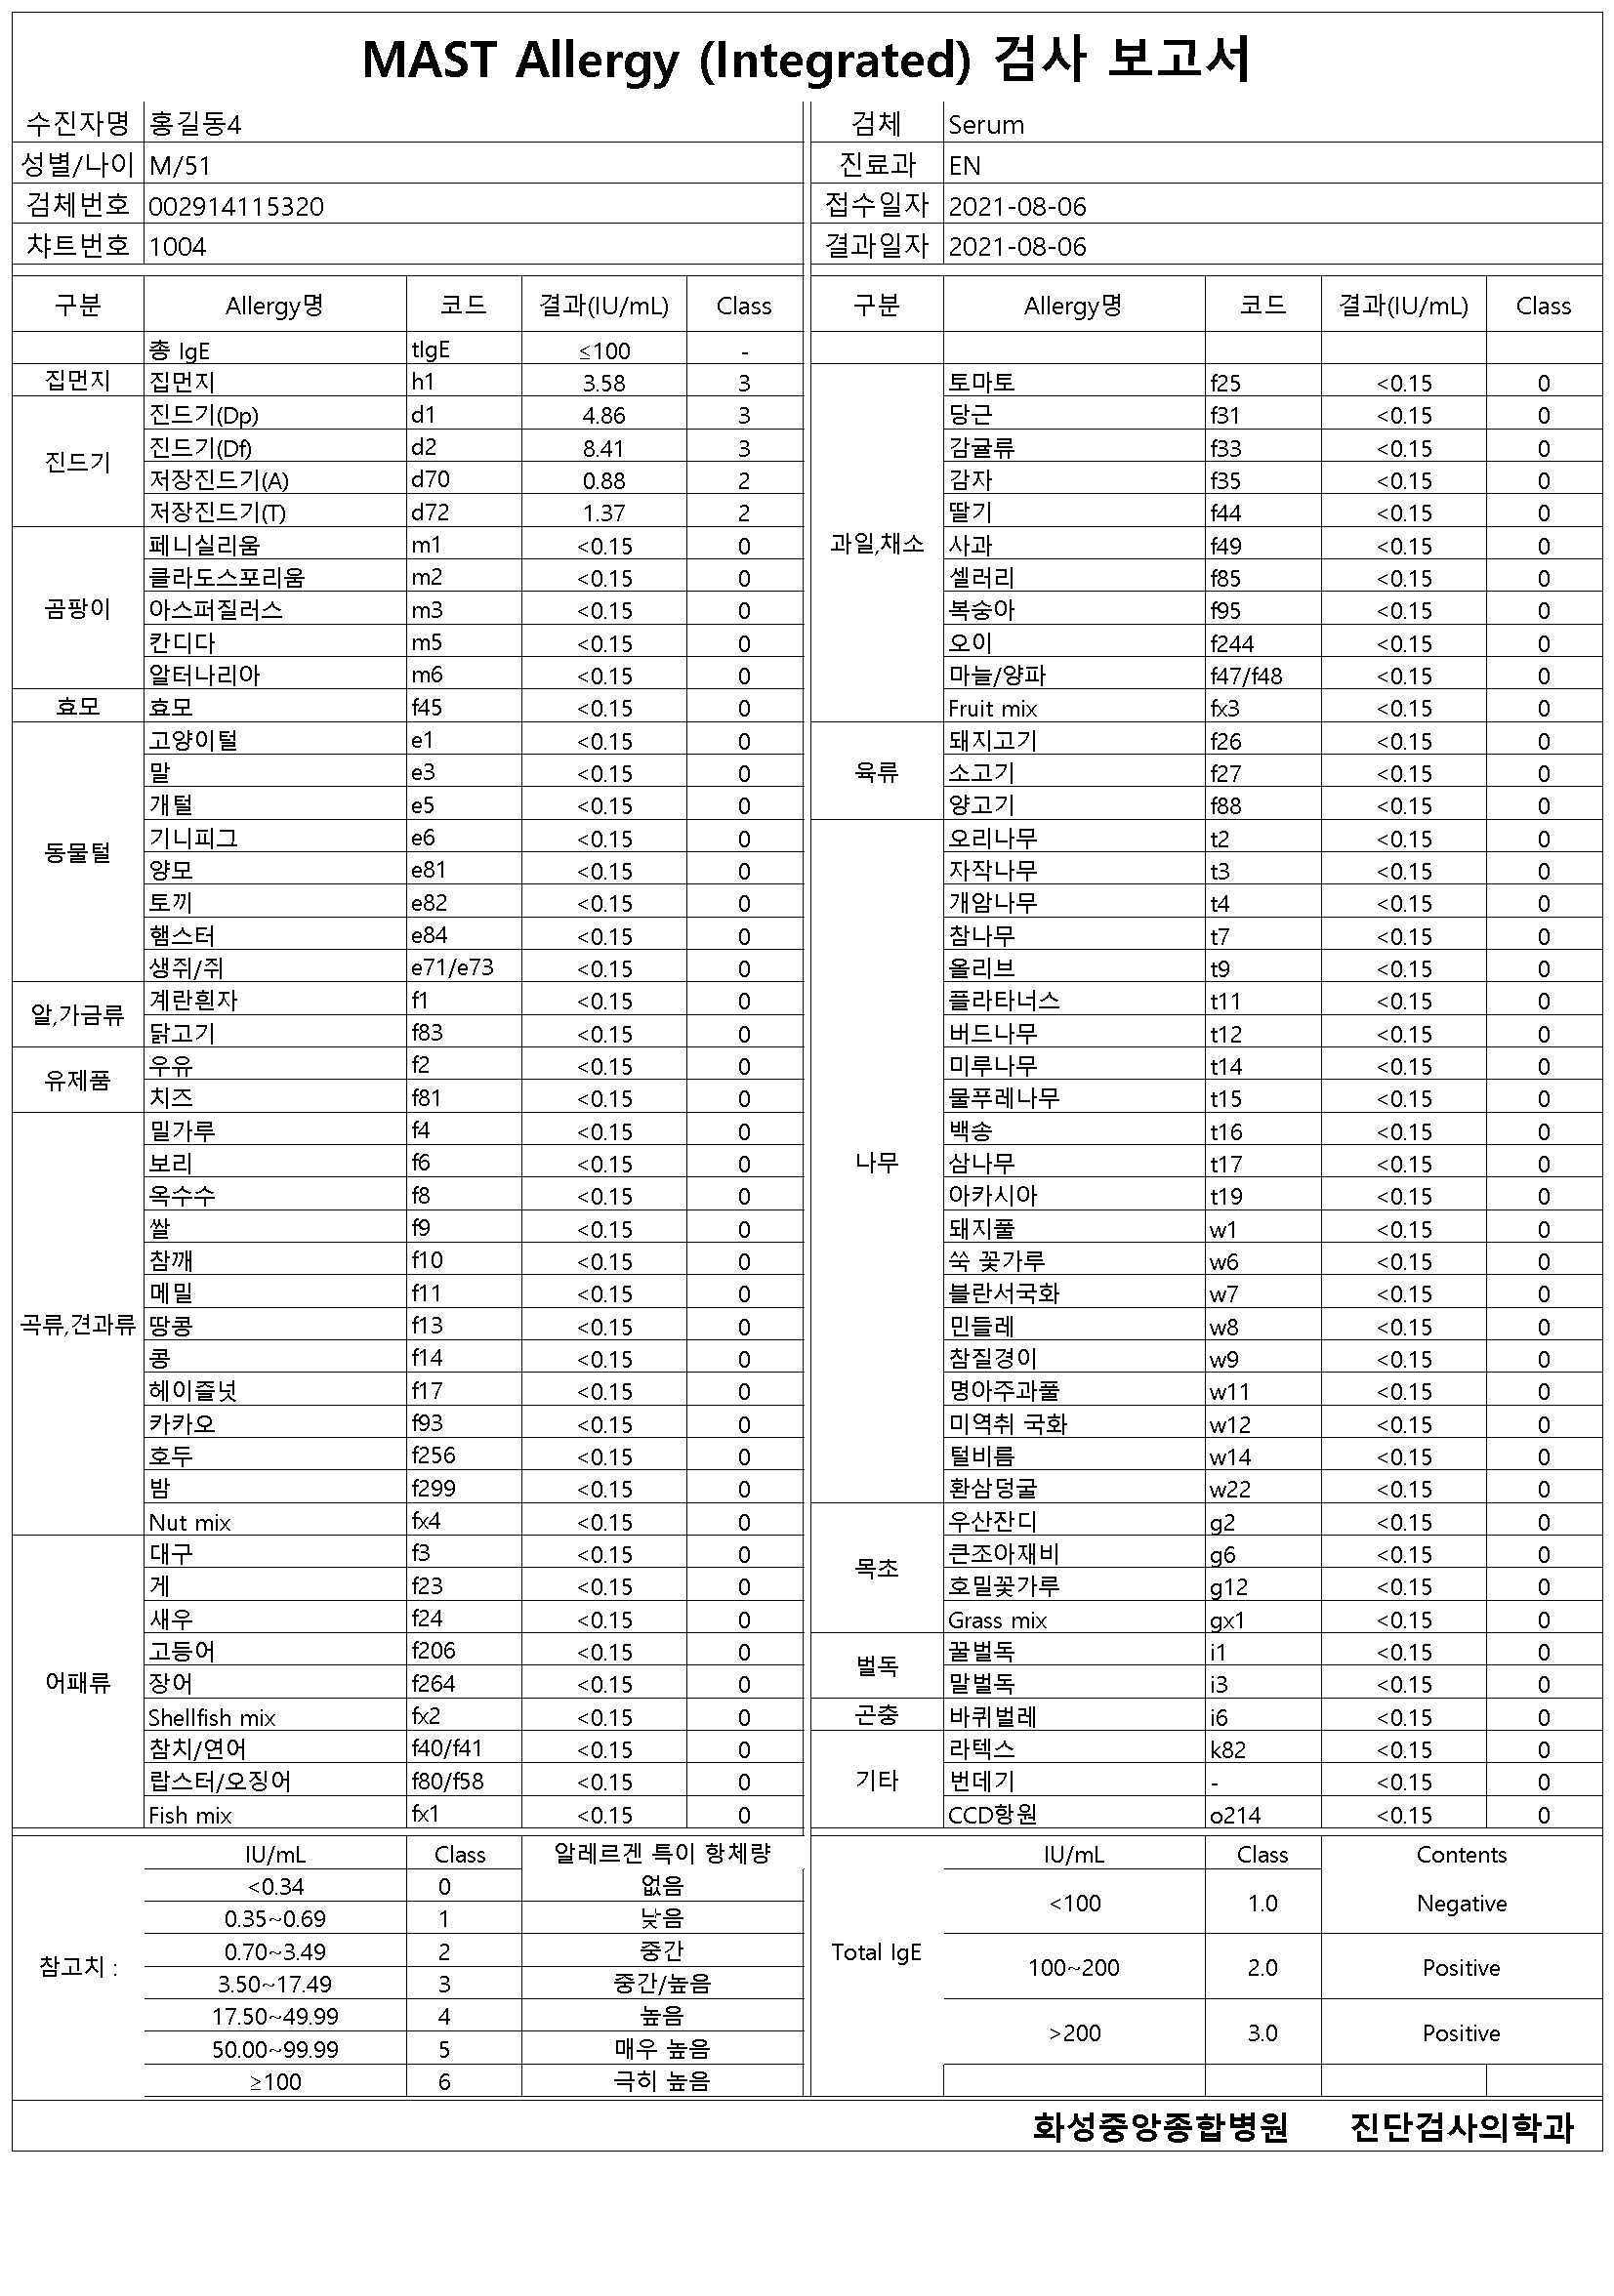 MAST Allergy (Integrated) 검사 보고서
수진자명 홍길동4 검체 Serum
성별/나이 M/51 진료과 EN
검체번호 002914115320 접수일자 2021-08-06
챠트번호 1004 결과일자 2021-08-06
구분 Allergy명 코드 결과(IU/mL) Class 구분 Allergy명 코드 결과(IU/mL) Class
총 IgE tIgE ≤100 -
집먼지 집먼지 h1 3.58 3 토마토 f25 <0.15 0
진드기(Dp) d1 4.86 3 당근 f31 <0.15 0
진드기 진드기(Df) d2 8.41 3 감귤류 f33 <0.15 0
저장진드기(A) d70 0.88 2 감자 f35 <0.15 0
저장진드기(T) d72 1.37 2 딸기 f44 <0.15 0
페니실리움 m1 <0.15 0 과일,채소 사과 f49 <0.15 0
클라도스포리움 m2 <0.15 0 셀러리 f85 <0.15 0
곰팡이 아스퍼질러스 m3 <0.15 0 복숭아 f95 <0.15 0
칸디다 m5 <0.15 0 오이 f244 <0.15 0
알터나리아 m6 <0.15 0 마늘/양파 f47/f48 <0.15 0
효모 효모 f45 <0.15 0 Fruit mix fx3 <0.15 0
고양이털 e1 <0.15 0 돼지고기 f26 <0.15 0
말 e3 <0.15 0 육류 소고기 f27 <0.15 0
개털 e5 <0.15 0 양고기 f88 <0.15 0
동물털 기니피그 e6 <0.15 0 오리나무 t2 <0.15 0
양모 e81 <0.15 0 자작나무 t3 <0.15 0
토끼 e82 <0.15 0 개암나무 t4 <0.15 0
햄스터 e84 <0.15 0 참나무 t7 <0.15 0
생쥐/쥐 e71/e73 <0.15 0 올리브 t9 <0.15 0
알,가금류 계란흰자 f1 <0.15 0 플라타너스 t11 <0.15 0
닭고기 f83 <0.15 0 버드나무 t12 <0.15 0
유제품 우유 f2 <0.15 0 미루나무 t14 <0.15 0
치즈 f81 <0.15 0 물푸레나무 t15 <0.15 0
밀가루 f4 <0.15 0 백송 t16 <0.15 0
보리 f6 <0.15 0 나무 삼나무 t17 <0.15 0
옥수수 f8 <0.15 0 아카시아 t19 <0.15 0
쌀 f9 <0.15 0 돼지풀 w1 <0.15 0
참깨 f10 <0.15 0 쑥 꽃가루 w6 <0.15 0
메밀 f11 <0.15 0 블란서국화 w7 <0.15 0
곡류,견과류 땅콩 f13 <0.15 0 민들레 w8 <0.15 0
콩 f14 <0.15 0 참질경이 w9 <0.15 0
헤이즐넛 f17 <0.15 0 명아주과풀 w11 <0.15 0
카카오 f93 <0.15 0 미역취 국화 w12 <0.15 0
호두 f256 <0.15 0 털비름 w14 <0.15 0
밤 f299 <0.15 0 환삼덩굴 w22 <0.15 0
Nut mix fx4 <0.15 0 우산잔디 g2 <0.15 0
대구 f3 <0.15 0 목초 큰조아재비 g6 <0.15 0
게 f23 <0.15 0 호밀꽃가루 g12 <0.15 0
새우 f24 <0.15 0 Grass mix gx1 <0.15 0
고등어 f206 <0.15 0 벌독 꿀벌독 i1 <0.15 0
어패류 장어 f264 <0.15 0 말벌독 i3 <0.15 0
Shellfish mix fx2 <0.15 0 곤충 바퀴벌레 i6 <0.15 0
참치/연어 f40/f41 <0.15 0 라텍스 k82 <0.15 0
랍스터/오징어 f80/f58 <0.15 0 기타 번데기 - <0.15 0
Fish mix fx1 <0.15 0 CCD항원 o214 <0.15 0
IU/mL Class 알레르겐 특이 항체량 IU/mL Class Contents
<0.34 0 없음 <100 1.0 Negative
0.35~0.69 1 낮음
0.70~3.49 2 중간 Total IgE
참고치 : 3.50~17.49 3 중간/높음 100~200 2.0 Positive
17.50~49.99 4 높음
50.00~99.99 5 매우 높음 >200 3.0 Positive
≥100 6 극히 높음
화성중앙종합병원 진단검사의학과